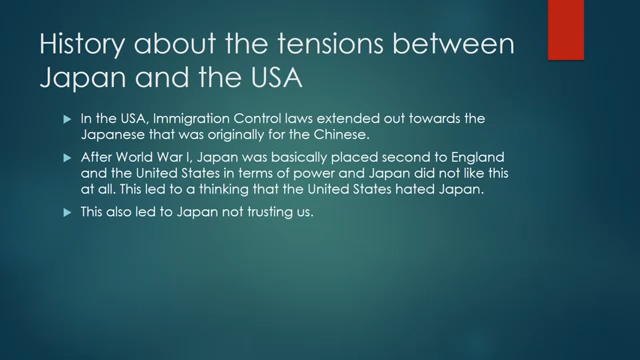 History about the tensions between
Japan and the USA
In the USA, Immigration Control laws extended out towards the
Japanese that was originally for the Chinese.
After World War I, Japan was basically placed second to England
and the United States in terms of power and Japan did not like this
at all. This led to a thinking that the United States hated Japan.
This also led to Japan not trusting us.